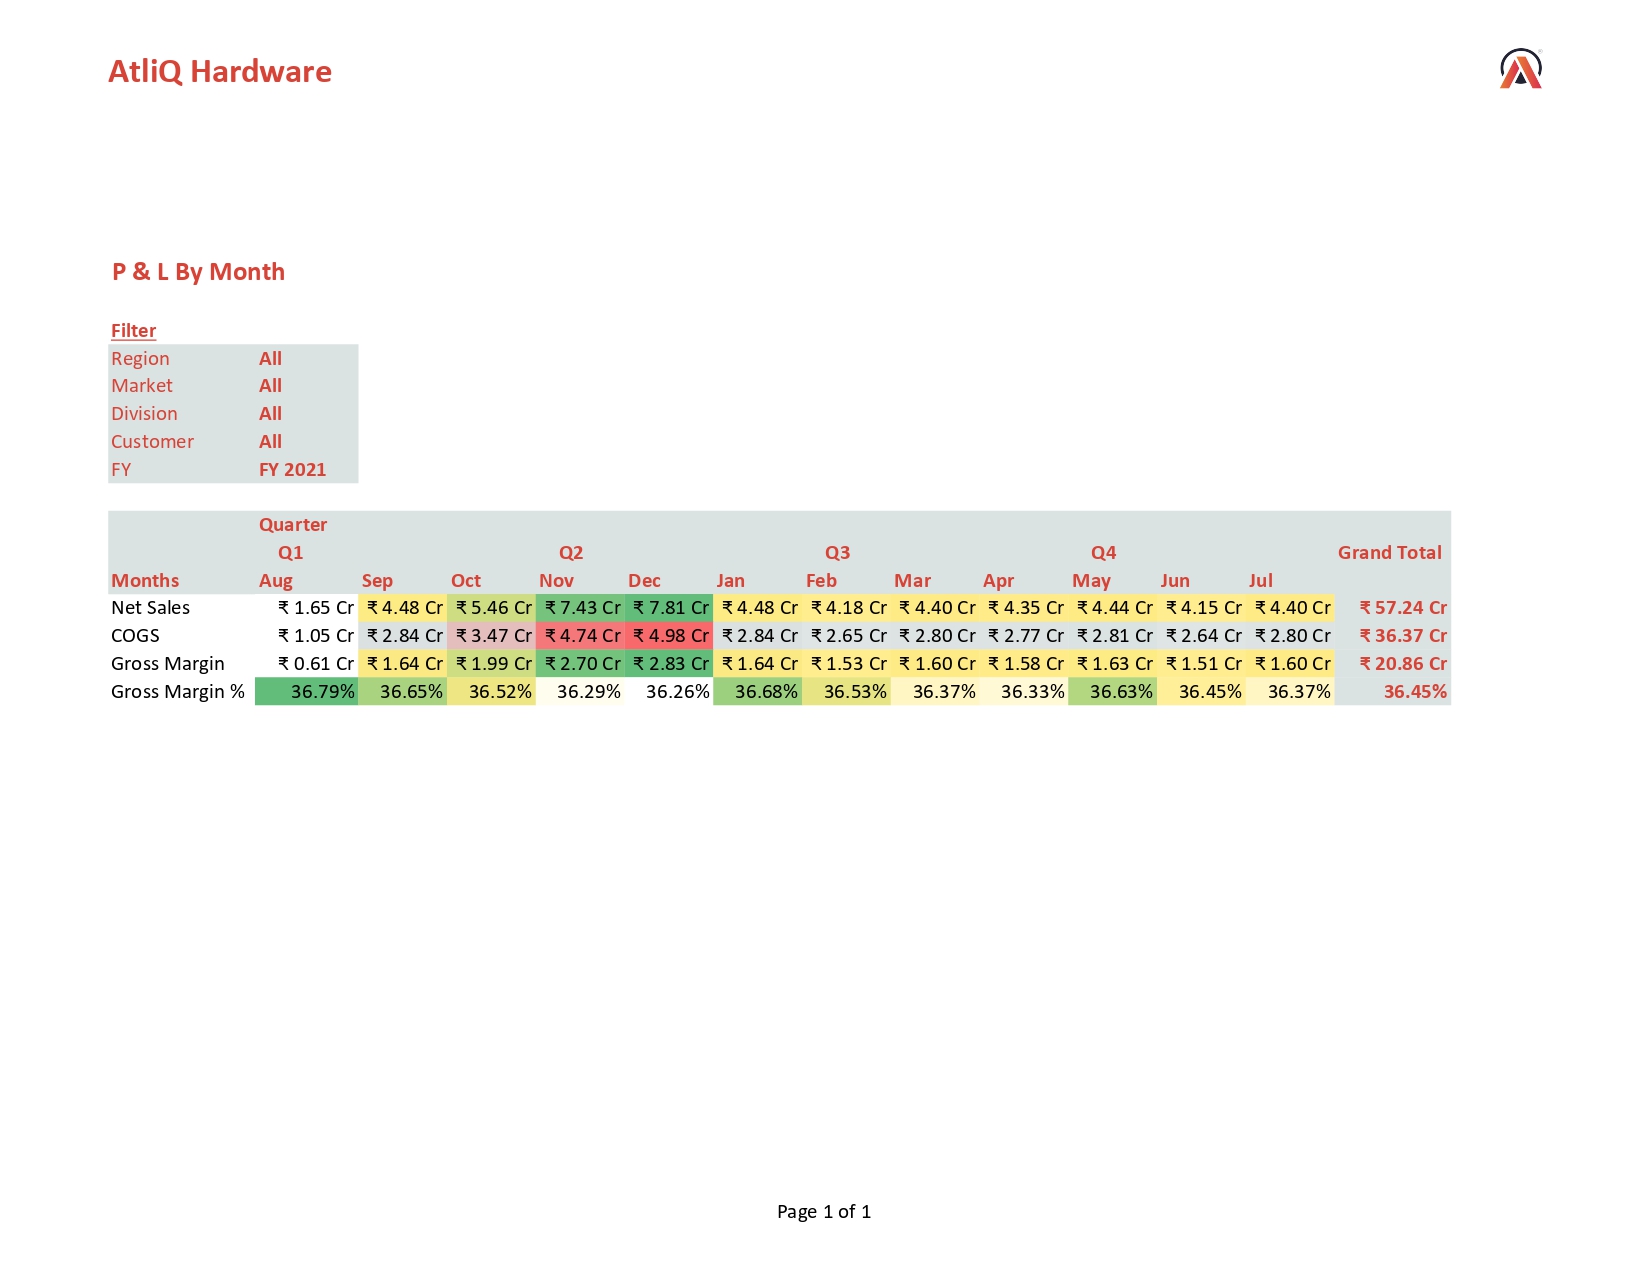 AtliQ Hardware
P & L By Month
Filter
Region All
Market All
Division All
Customer All
FY FY 2021
Quarter
Q1 Q2 Q3 Q4 Grand Total
Months Aug Sep Oct Nov Dec Jan Feb Mar Apr May Jun Jul
Net Sales ₹ 1.65 Cr ₹ 4.48 Cr ₹ 5.46 Cr ₹ 7.43 Cr ₹ 7.81 Cr ₹ 4.48 Cr ₹ 4.18 Cr ₹ 4.40 Cr ₹ 4.35 Cr ₹ 4.44 Cr ₹ 4.15 Cr ₹ 4.40 Cr ₹ 57.24 Cr
COGS ₹ 1.05 Cr ₹ 2.84 Cr ₹ 3.47 Cr ₹ 4.74 Cr ₹ 4.98 Cr ₹ 2.84 Cr ₹ 2.65 Cr ₹ 2.80 Cr ₹ 2.77 Cr ₹ 2.81 Cr ₹ 2.64 Cr ₹ 2.80 Cr ₹ 36.37 Cr
Gross Margin ₹ 0.61 Cr ₹ 1.64 Cr ₹ 1.99 Cr ₹ 2.70 Cr ₹ 2.83 Cr ₹ 1.64 Cr ₹ 1.53 Cr ₹ 1.60 Cr ₹ 1.58 Cr ₹ 1.63 Cr ₹ 1.51 Cr ₹ 1.60 Cr ₹ 20.86 Cr
Gross Margin % 36.79% 36.65% 36.52% 36.29% 36.26% 36.68% 36.53% 36.37% 36.33% 36.63% 36.45% 36.37% 36.45%
Page 1 of 1